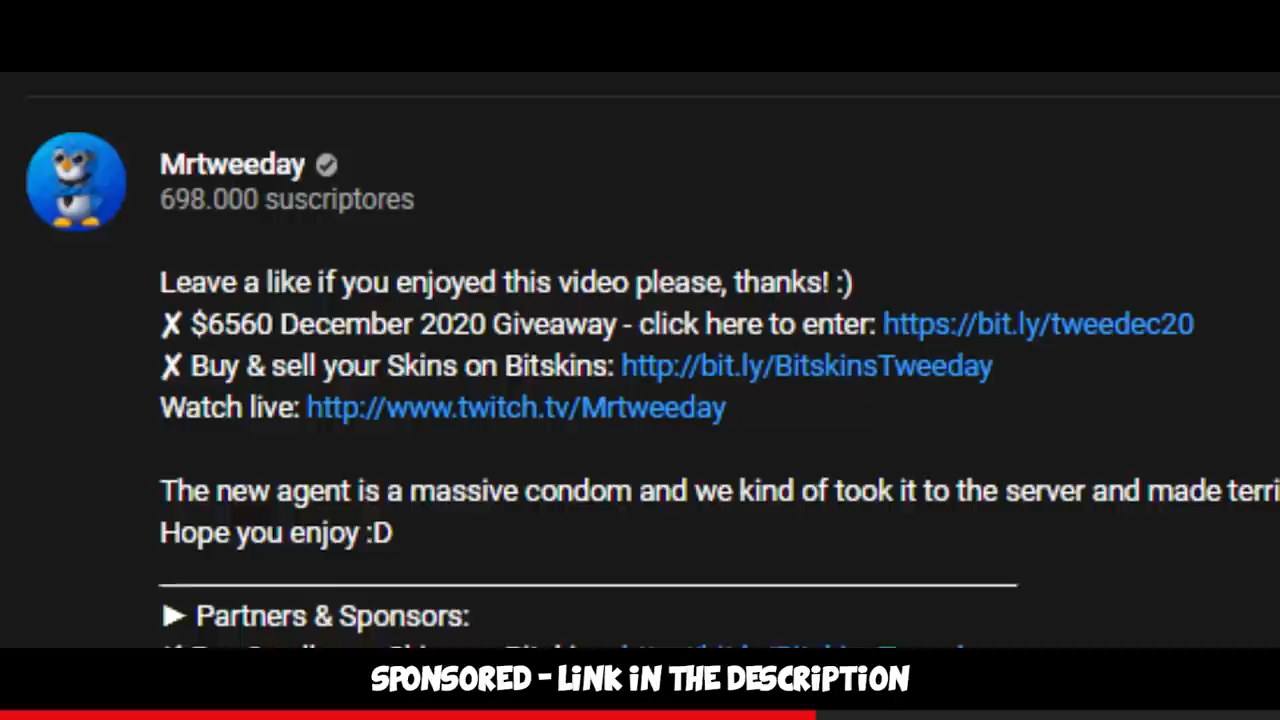 Mrtweeday
698.000 suscriptores
Leave a like if you enjoyed this video please, thanks! :)
✘ $6560 December 2020 Giveaway - click here to enter: https://bit.ly/tweedec20
✘ Buy & sell your Skins on Bitskins: http://bit.ly/BitskinsTweeday
Watch live: http://www.twitch.tv/Mrtweeday
The new agent is a massive condom and we kind of took it to the server and made terri
Hope you enjoy :D
► Partners & Sponsors:
SPONSORED - LINK IN THE DESCRIPTION